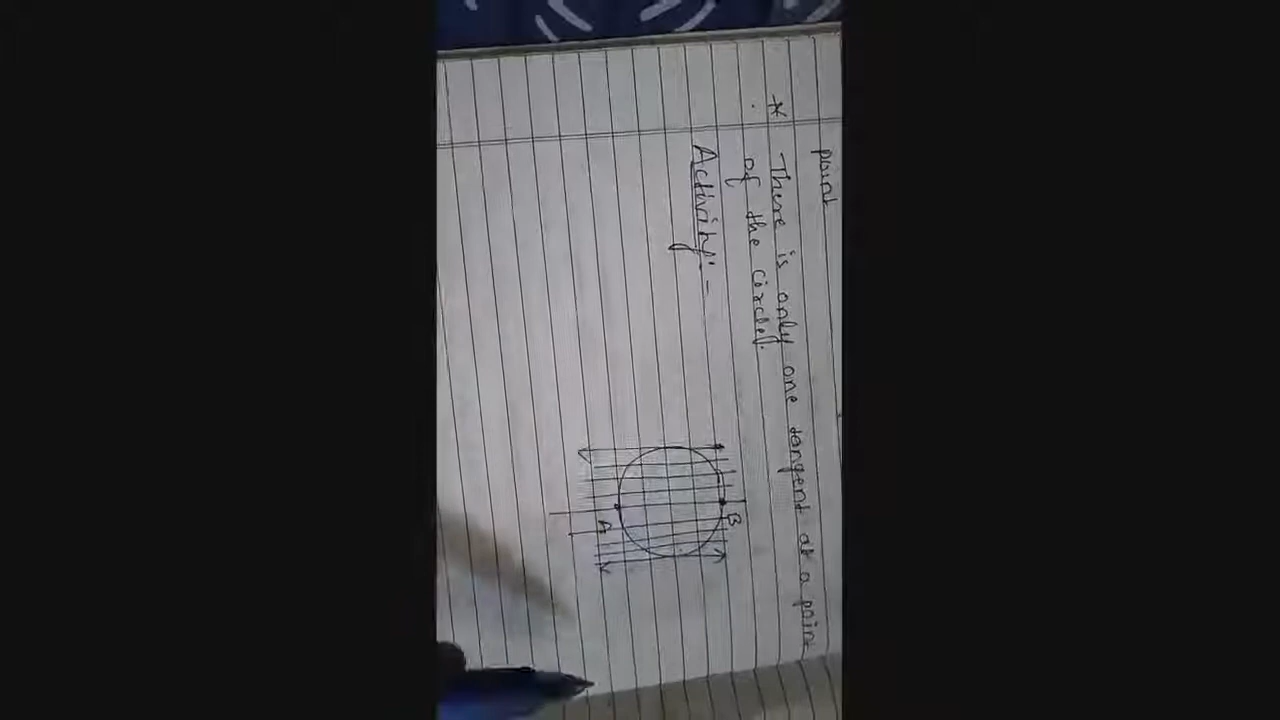 point
* There is only one tangent at a point
of the circle.
Activity:-
B
A